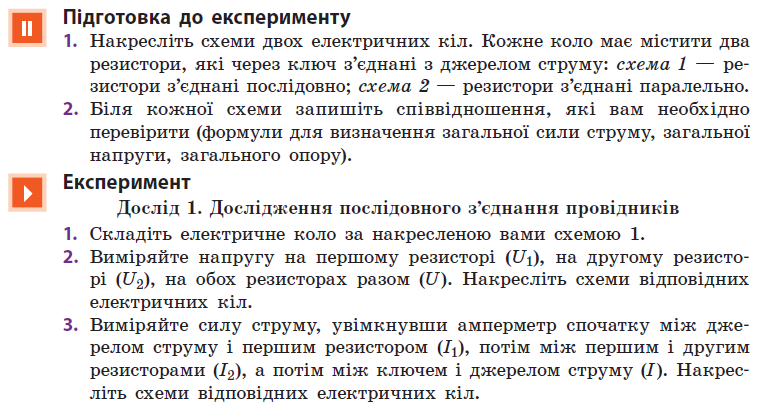 Підготовка до експерименту
1. Накресліть схеми двох електричних кіл. Кожне коло має містити два
резистори, які через ключ з’єднані з джерелом струму: схема 1 — ре-
зистори з’єднані послідовно; схема 2 — резистори з’єднані паралельно.
2. Біля кожної схеми запишіть співвідношення, які вам необхідно
перевірити (формули для визначення загальної сили струму, загальної
напруги, загального опору).
Експеримент
Дослід 1. Дослідження послідовного з’єднання провідників
1. Складіть електричне коло за накресленою вами схемою 1.
2. Виміряйте напругу на першому резисторі (U₁), на другому резисто-
рі (U₂), на обох резисторах разом (U). Накресліть схеми відповідних
електричних кіл.
3. Виміряйте силу струму, увімкнувши амперметр спочатку між дже-
релом струму і першим резистором (I₁), потім між першим і другим
резисторами (I₂), а потім між ключем і джерелом струму (I). Накрес-
літь схеми відповідних електричних кіл.